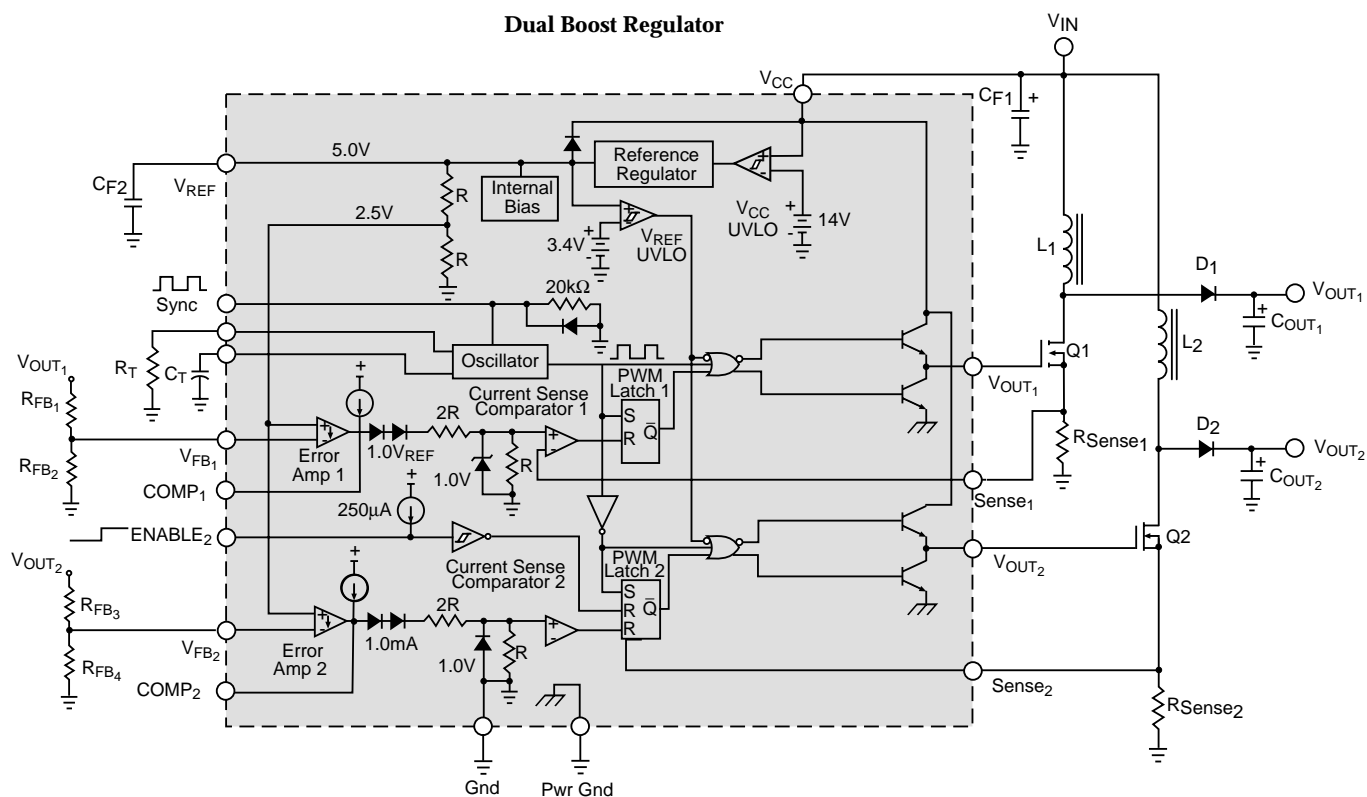 Dual Boost Regulator
VIN
VCC
CF1
+
5.0V
Reference
Regulator
+
-
CF2
VREF
R
Internal
Bias
2.5V
R
3.4V
+
-
+
-
VREF
UVLO
VCC
UVLO
+
-
14V
L1
Sync
20kΩ
D1
VOUT1
+
COUT1
L2
RT
CT
Oscillator
Q1
VOUT1
VOUT1
RFB1
RFB2
+
Current Sense
Comparator 1
PWM
Latch 1
S
R
Q
2R
+
-
VFB1
Error
Amp 1
1.0VREF
1.0V
R
RSense1
D2
VOUT2
+
COUT2
COMP1
+
250µA
Sense1
ENABLE2
Current Sense
Comparator 2
PWM
Latch 2
S
R
R
Q
VOUT2
Q2
VOUT2
RFB3
RFB4
+
+
2R
+
-
VFB2
Error
Amp 2
1.0mA
1.0V
R
COMP2
Sense2
RSense2
Gnd
Pwr Gnd